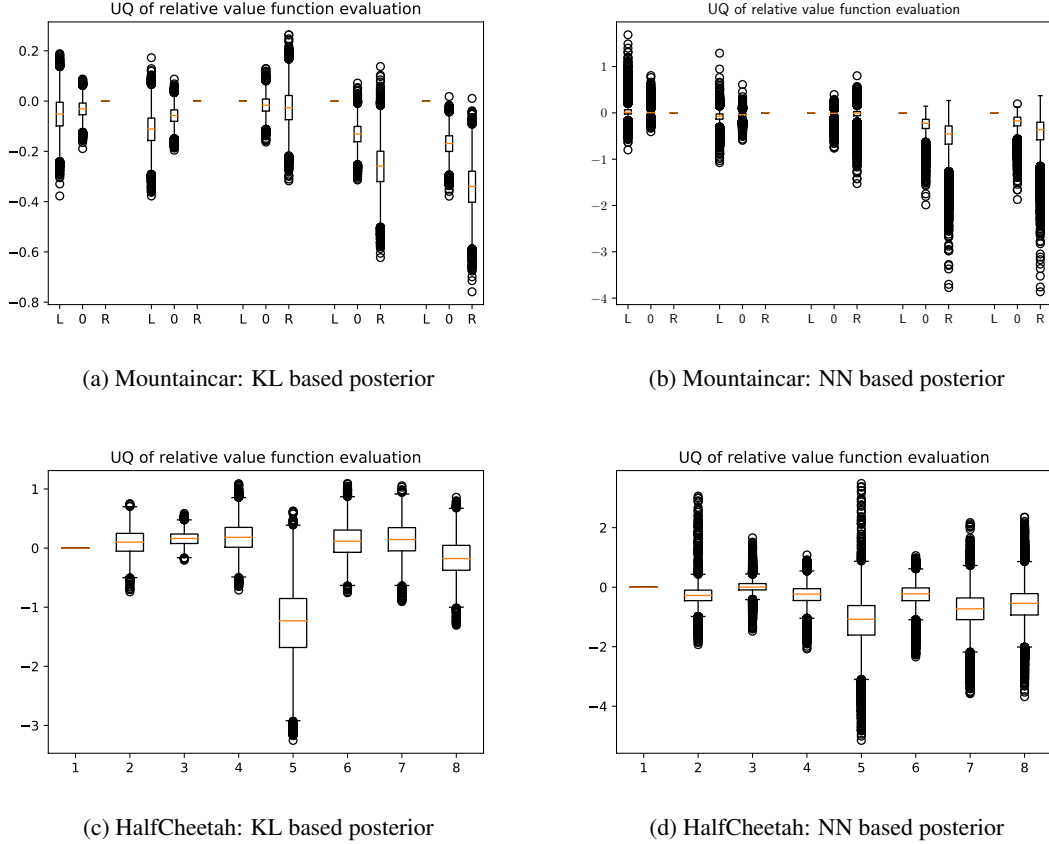 UQ of relative value function evaluation
0.2
0.0
−0.2
−0.4
−0.6
−0.8
L 0 R L 0 R L 0 R L 0 R L 0 R
(a) Mountaincar: KL based posterior
UQ of relative value function evaluation
1
0
−1
−2
−3
−4
L 0 R L 0 R L 0 R L 0 R L 0 R
(b) Mountaincar: NN based posterior
UQ of relative value function evaluation
1
0
−1
−2
−3
1 2 3 4 5 6 7 8
(c) HalfCheetah: KL based posterior
UQ of relative value function evaluation
2
0
−2
−4
1 2 3 4 5 6 7 8
(d) HalfCheetah: NN based posterior